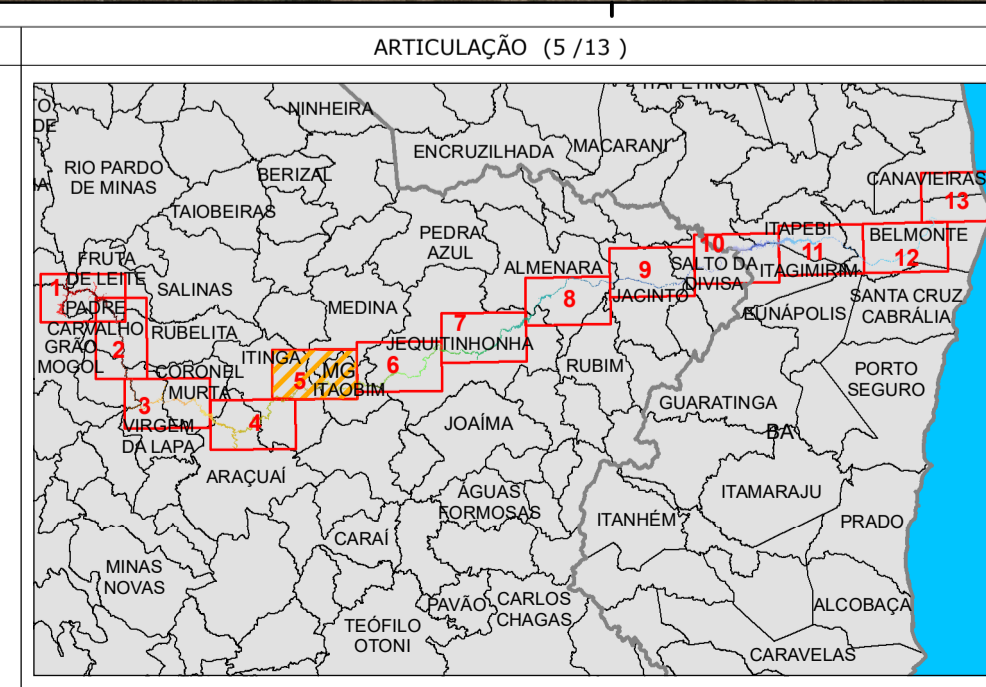 ARTICULAÇÃO (5 /13 )
NINHEIRA
ENCRUZILHADA
MACARANI
RIO PARDO
DE MINAS
BERIZAL
CANAVIEIRAS
13
TAIOBEIRAS
PEDRA
AZUL
ITAPEBI
10
BELMONTE
FRUTA
DE LEITE
ALMENARA
9
SALTO DA
DIVISA
11
ITAGIMIRIM
12
1
SALINAS
PADRE
CARVALHO
MEDINA
8
JACINTO
SANTA CRUZ
CABRÁLIA
EUNÁPOLIS
RUBELITA
7
JEQUITINHONHA
GRÃO
MOGOL
2
ITINGA
6
RUBIM
CORONEL
MURTA
5
MG
ITAOBIM
PORTO
SEGURO
3
4
GUARATINGA
VIRGEM
DA LAPA
JOAÍMA
BA
ARAÇUAÍ
ÁGUAS
FORMOSAS
ITAMARAJU
ITANHÉM
PRADO
CARAÍ
MINAS
NOVAS
PAVÃO
CARLOS
CHAGAS
ALCOBAÇA
TEÓFILO
OTONI
CARAVELAS